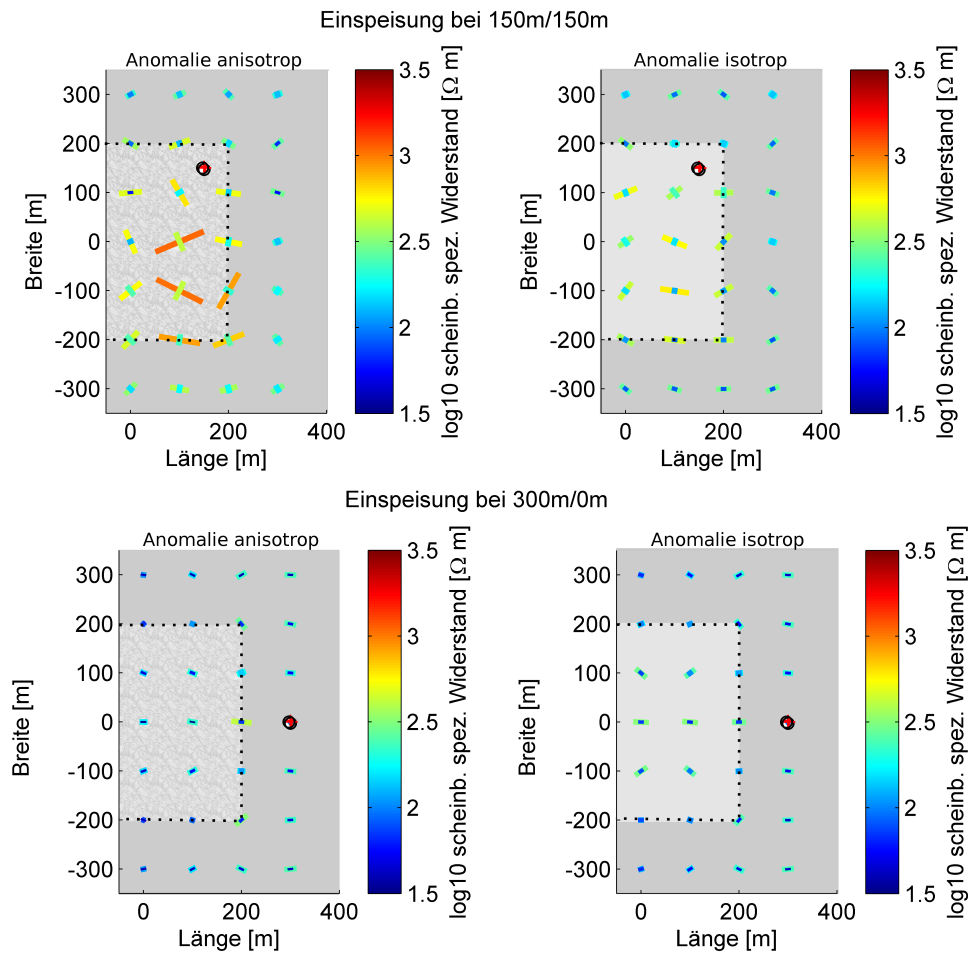 Einspeisung bei 150m/150m
Anomalie anisotrop
300
200
100
0
-100
-200
-300
Breite [m]
0 200 400
Länge [m]
3.5
3
2.5
2
1.5
log10 scheinb. spez. Widerstand [Ω m]
Anomalie isotrop
300
200
100
0
-100
-200
-300
Breite [m]
0 200 400
Länge [m]
3.5
3
2.5
2
1.5
log10 scheinb. spez. Widerstand [Ω m]
Einspeisung bei 300m/0m
Anomalie anisotrop
300
200
100
0
-100
-200
-300
Breite [m]
0 200 400
Länge [m]
3.5
3
2.5
2
1.5
log10 scheinb. spez. Widerstand [Ω m]
Anomalie isotrop
300
200
100
0
-100
-200
-300
Breite [m]
0 200 400
Länge [m]
3.5
3
2.5
2
1.5
log10 scheinb. spez. Widerstand [Ω m]